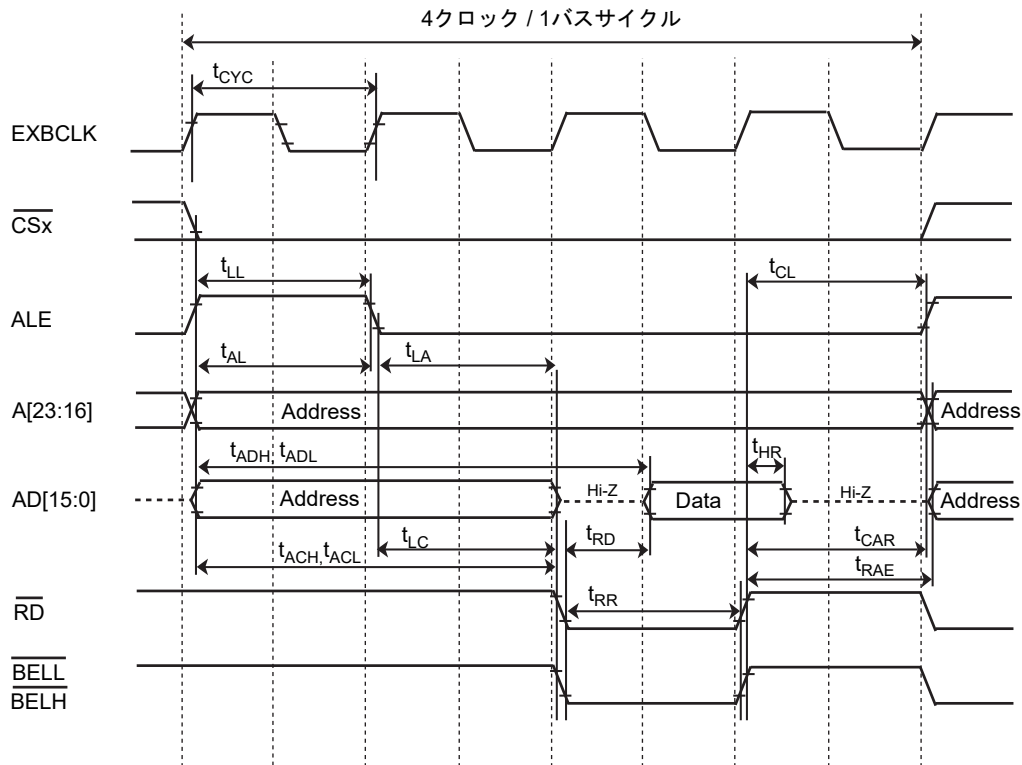 4クロック / 1バスサイクル
tCYC
EXBCLK
CSx
tLL
tCL
ALE
tAL
tLA
A[23:16]
Address
Address
tADH, tADL
tHR
AD[15:0]
Address
Hi-Z
Data
Hi-Z
Address
tLC
tRD
tCAR
tACH,tACL
tRAE
RD
tRR
BELL
BELH